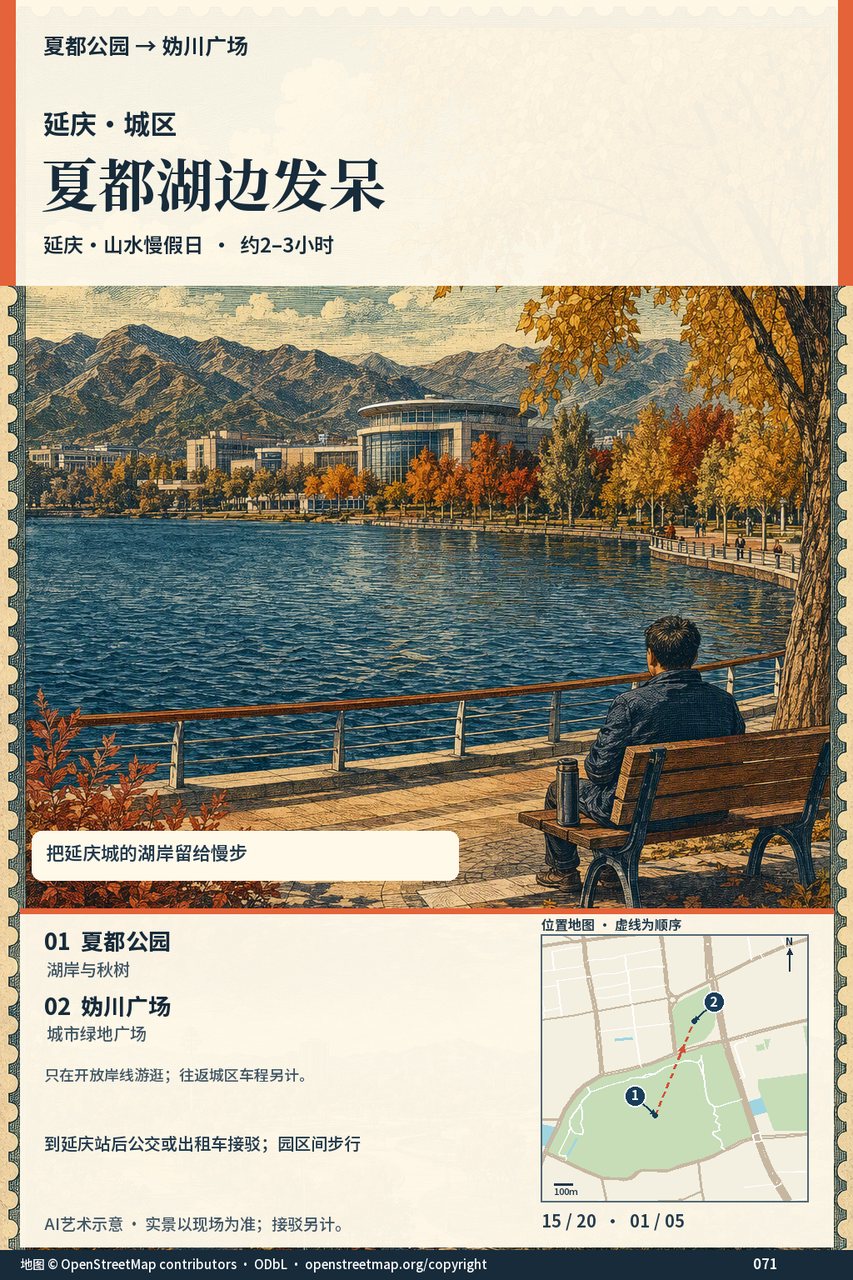 夏都公园 → 妫川广场
延庆・城区
夏都湖边发呆
延庆・山水慢假日 ・ 约2–3小时
把延庆城的湖岸留给慢步
01 夏都公园
湖岸与秋树
02 妫川广场
城市绿地广场
只在开放岸线游逛；往返城区车程另计。
到延庆站后公交或出租车接驳；园区间步行
AI艺术示意・实景以现场为准；接驳另计。
位置地图 ・ 虚线为顺序
N
2
1
100m
15 / 20 ・ 01 / 05
地图 © OpenStreetMap contributors ・ ODbL ・ openstreetmap.org/copyright
071